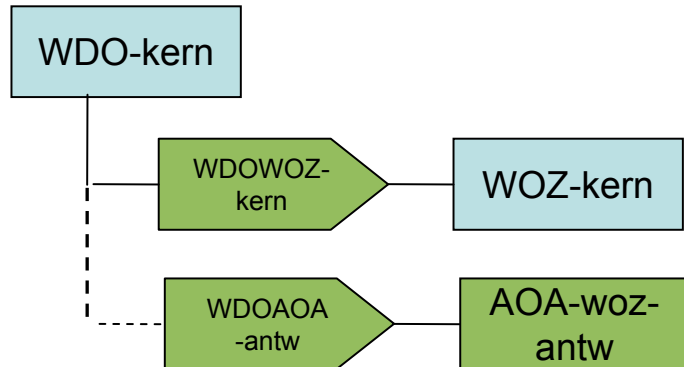 WDO-kern
WDOWOZ-
kern
WOZ-kern
WDOAOA
-antw
AOA-woz-
antw